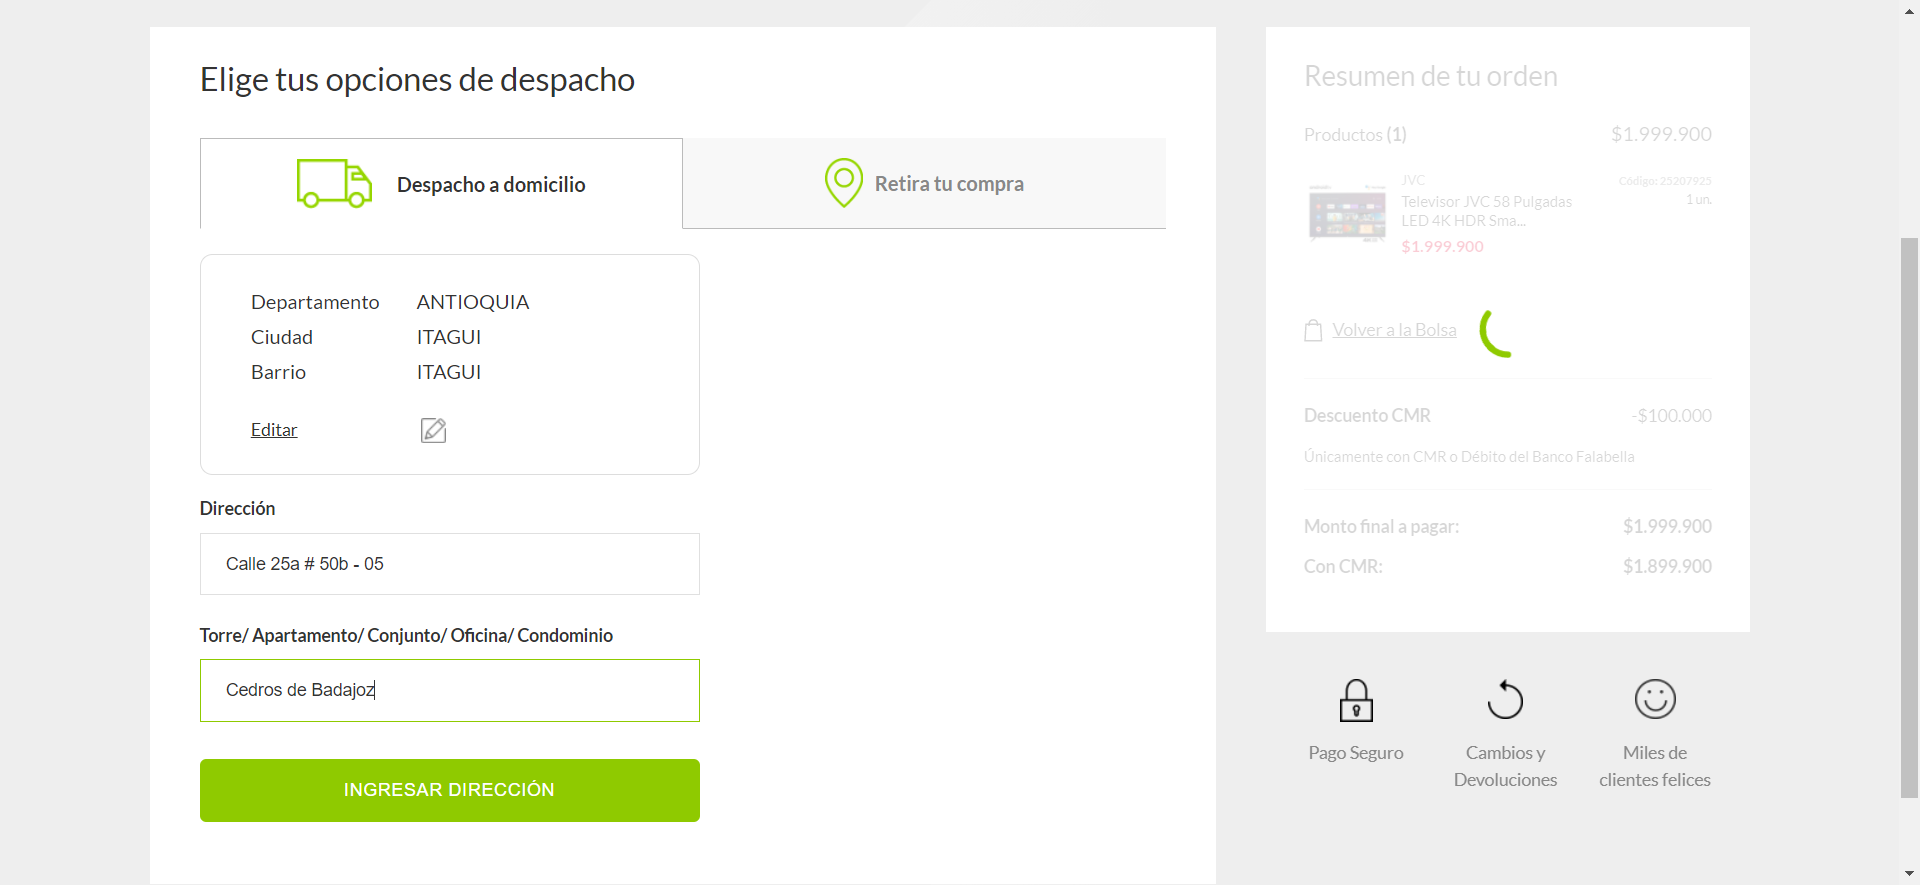 Elige tus opciones de despacho
Despacho a domicilio
Retira tu compra
Departamento ANTIOQUIA
Ciudad ITAGUI
Barrio ITAGUI
Editar
Dirección
Calle 25a # 50b - 05
Torre/ Apartamento/ Conjunto/ Oficina/ Condominio
Cedros de Badajoz
INGRESAR DIRECCIÓN
Resumen de tu orden
Productos (1) $1.999.900
JVC Código: 25207925
Televisor JVC 58 Pulgadas 1 un.
LED 4K HDR Sma...
$1.999.900
Volver a la Bolsa
Descuento CMR -$100.000
Únicamente con CMR o Débito del Banco Falabella
Monto final a pagar: $1.999.900
Con CMR: $1.899.900
Pago Seguro
Cambios y
Devoluciones
Miles de
clientes felices